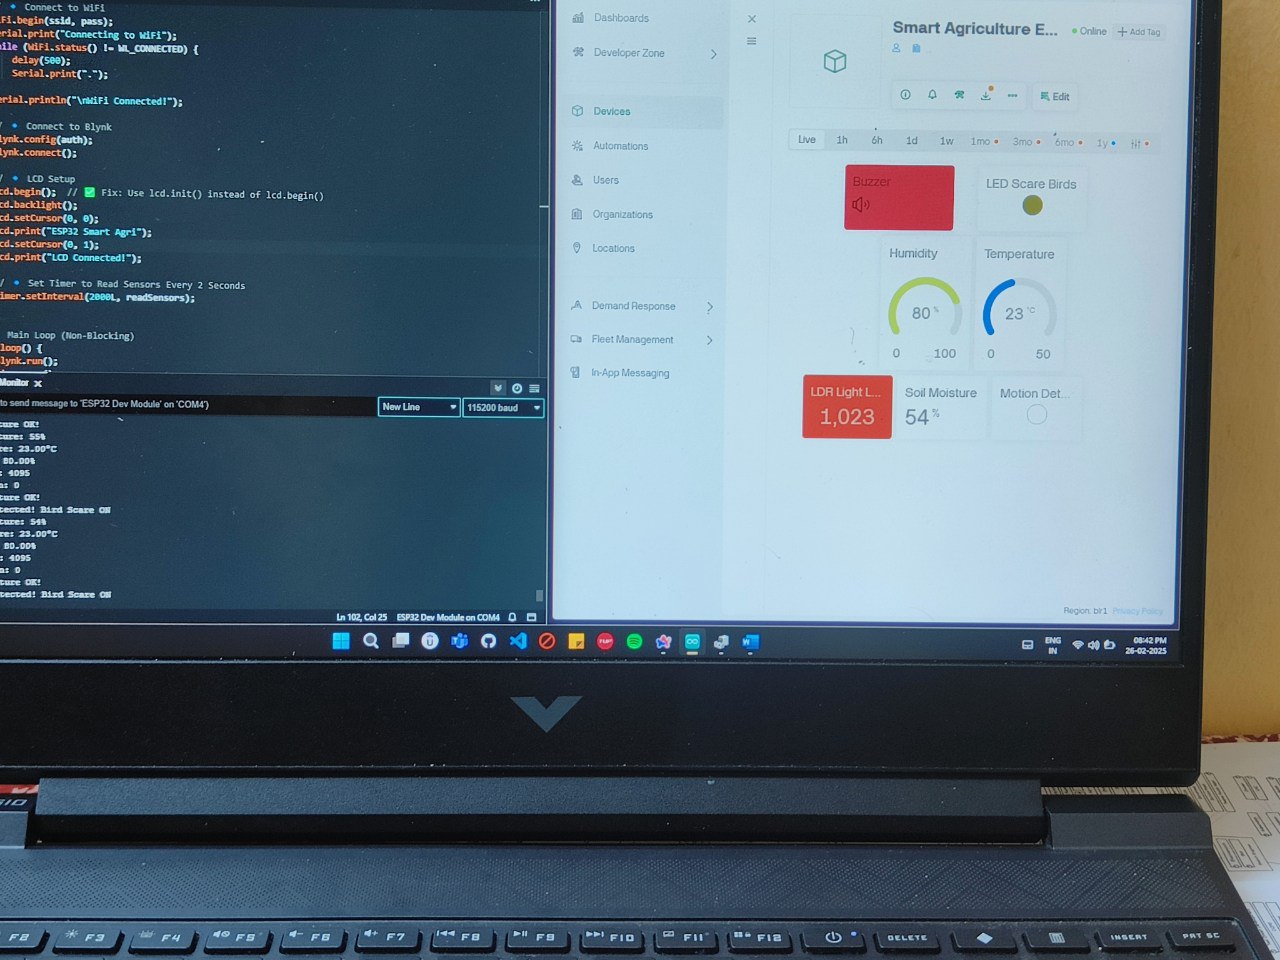 Connect to WiFi
Fi.begin(ssid, pass);
erial.print("Connecting to WiFi");
hile (WiFi.status() != WL_CONNECTED) {
delay(500);
Serial.print(".");
erial.println("\nWiFi Connected!");
Connect to Blynk
lynk.config(auth);
lynk.connect();
LCD Setup
cd.begin(); // ✅ Fix: Use lcd.init() instead of lcd.begin()
cd.backlight();
cd.setCursor(0, 0);
cd.print("ESP32 Smart Agri");
cd.setCursor(0, 1);
cd.print("LCD Connected!");
Set Timer to Read Sensors Every 2 Seconds
imer.setInterval(2000L, readSensors);
Main Loop (Non-Blocking)
loop() {
lynk.run();
Monitor
to send message to 'ESP32 Dev Module' on 'COM4')
New Line
115200 baud
ture OK!
ture: 55%
re: 23.00°C
80.00%
: 4095
n: 0
ture OK!
tected! Bird Scare ON
ture: 54%
re: 23.00°C
80.00%
: 4095
n: 0
ture OK!
tected! Bird Scare ON
Ln 102, Col 25 ESP32 Dev Module on COM4
Dashboards
Developer Zone
Devices
Automations
Users
Organizations
Locations
Demand Response
Fleet Management
In-App Messaging
Smart Agriculture E...
Online
Add Tag
Edit
Live 1h 6h 1d 1w 1mo 3mo 6mo 1y
Buzzer
LED Scare Birds
Humidity
80 %
0 100
Temperature
23 °C
0 50
LDR Light L...
1,023
Soil Moisture
54 %
Motion Det...
Region: blr1 Privacy Policy
ENG
IN
08:42 PM
26-02-2025
F2 F3 F4 F5 F6 F7 F8 F9 F10 F11 F12 DELETE INSERT PRT SC